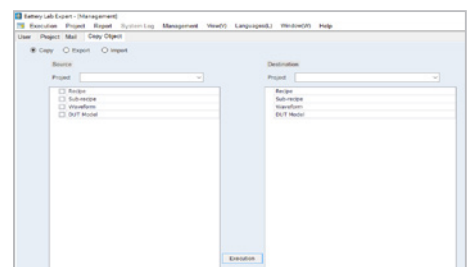 Battery Lab Expert - [Management]
Execution Project Report System Log Management View(V) Languages(L) Window(W) Help
User Project Mail Copy Object
Copy Export Import
Source Destination
Project Project
Recipe Recipe
Sub-recipe Sub-recipe
Waveform Waveform
DUT Model DUT Model
Execution